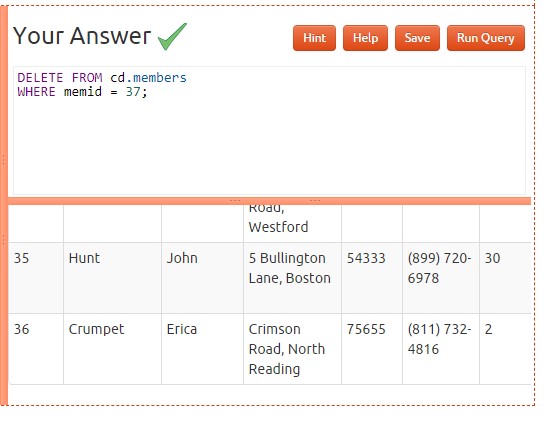 Your Answer
Hint Help Save Run Query
DELETE FROM cd.members
WHERE memid = 37;
Road,
Westford
35 Hunt John 5 Bullington 54333 (899) 720- 30
Lane, Boston 6978
36 Crumpet Erica Crimson 75655 (811) 732- 2
Road, North 4816
Reading